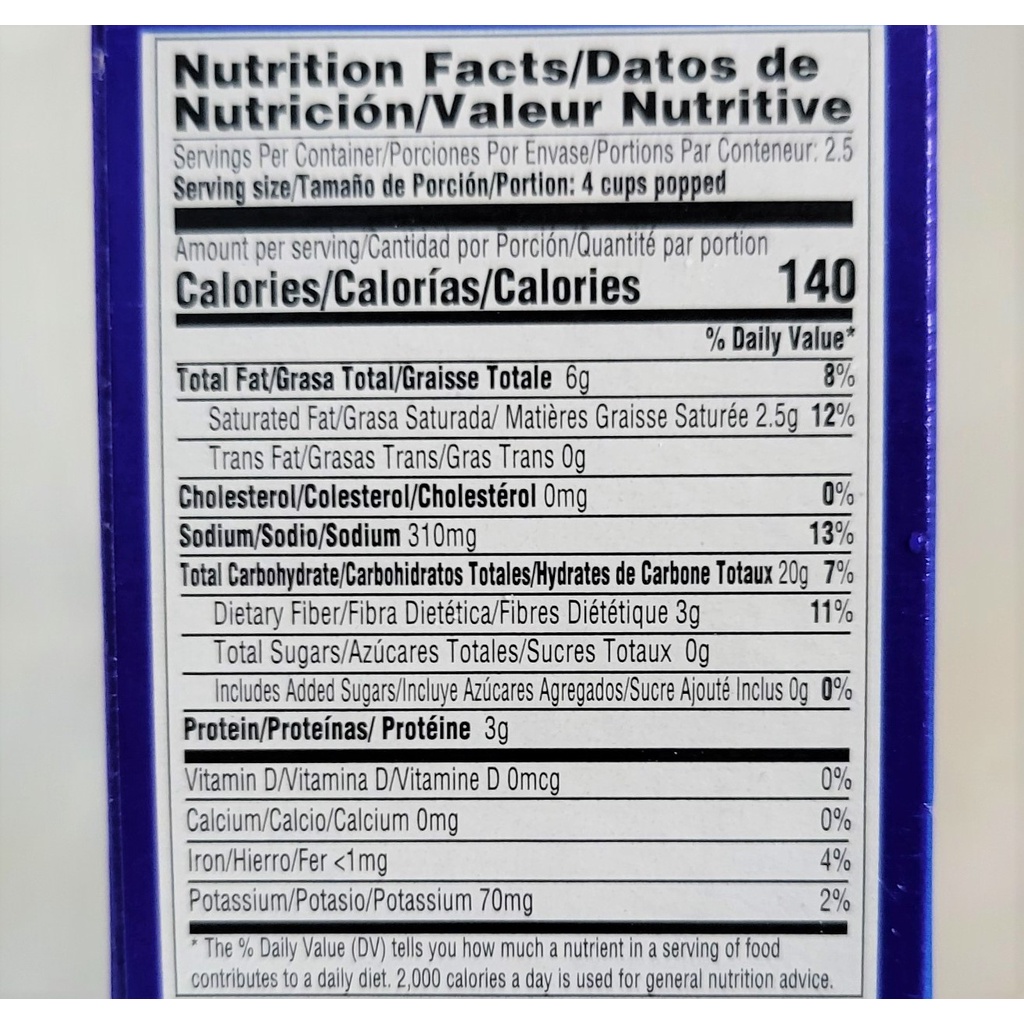 Nutrition Facts/Datos de
Nutrición/Valeur Nutritive
Servings Per Container/Porciones Por Envase/Portions Par Conteneur: 2.5
Serving size/Tamaño de Porción/Portion: 4 cups popped
Amount per serving/Cantidad por Porción/Quantité par portion
Calories/Calorías/Calories 140
% Daily Value*
Total Fat/Grasa Total/Graisse Totale 6g 8%
Saturated Fat/Grasa Saturada/ Matières Graisse Saturée 2.5g 12%
Trans Fat/Grasas Trans/Gras Trans 0g
Cholesterol/Colesterol/Cholestérol 0mg 0%
Sodium/Sodio/Sodium 310mg 13%
Total Carbohydrate/Carbohidratos Totales/Hydrates de Carbone Totaux 20g 7%
Dietary Fiber/Fibra Dietética/Fibres Diététique 3g 11%
Total Sugars/Azúcares Totales/Sucres Totaux 0g
Includes Added Sugars/Incluye Azúcares Agregados/Sucre Ajouté Inclus 0g 0%
Protein/Proteínas/ Protéine 3g
Vitamin D/Vitamina D/Vitamine D 0mcg 0%
Calcium/Calcio/Calcium 0mg 0%
Iron/Hierro/Fer <1mg 4%
Potassium/Potasio/Potassium 70mg 2%
* The % Daily Value (DV) tells you how much a nutrient in a serving of food
contributes to a daily diet. 2,000 calories a day is used for general nutrition advice.